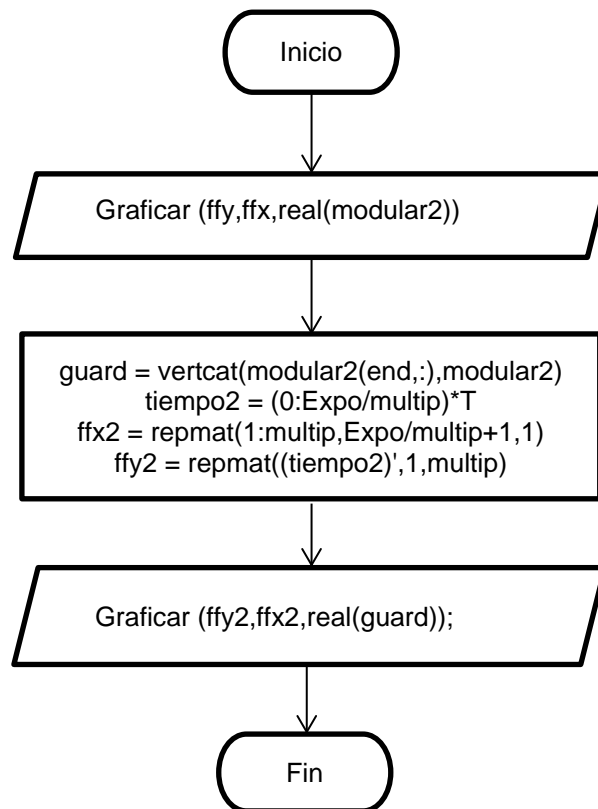 Inicio
Graficar (ffy,ffx,real(modular2))
guard = vertcat(modular2(end,:),modular2)
tiempo2 = (0:Expo/multip)*T
ffx2 = repmat(1:multip,Expo/multip+1,1)
ffy2 = repmat((tiempo2)',1,multip)
Graficar (ffy2,ffx2,real(guard));
Fin